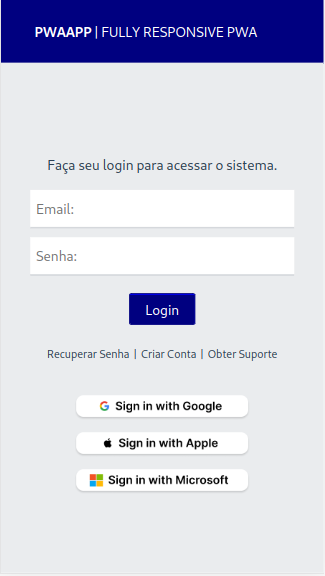 PWAAPP | FULLY RESPONSIVE PWA
Faça seu login para acessar o sistema.
Email:
Senha:
Login
Recuperar Senha | Criar Conta | Obter Suporte
Sign in with Google
Sign in with Apple
Sign in with Microsoft